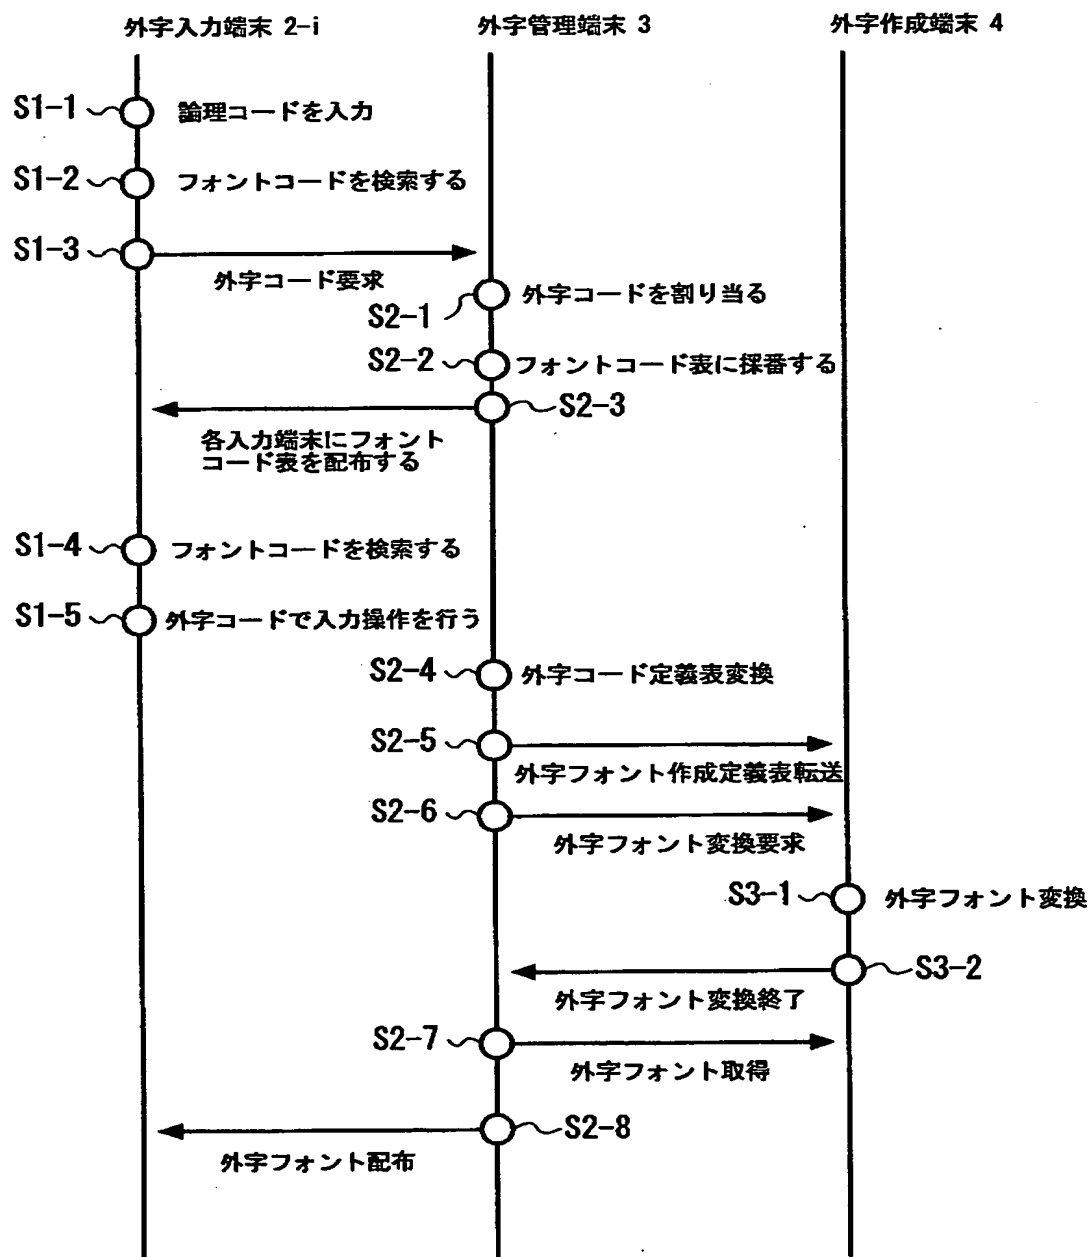 外字入力端末 2-i
外字管理端末 3
外字作成端末 4
S1-1
論理コードを入力
S1-2
フォントコードを検索する
S1-3
外字コード要求
S2-1
外字コードを割り当る
S2-2
フォントコード表に採番する
S2-3
各入力端末にフォント
コード表を配布する
S1-4
フォントコードを検索する
S1-5
外字コードで入力操作を行う
S2-4
外字コード定義表変換
S2-5
外字フォント作成定義表転送
S2-6
外字フォント変換要求
S3-1
外字フォント変換
S3-2
外字フォント変換終了
S2-7
外字フォント取得
S2-8
外字フォント配布